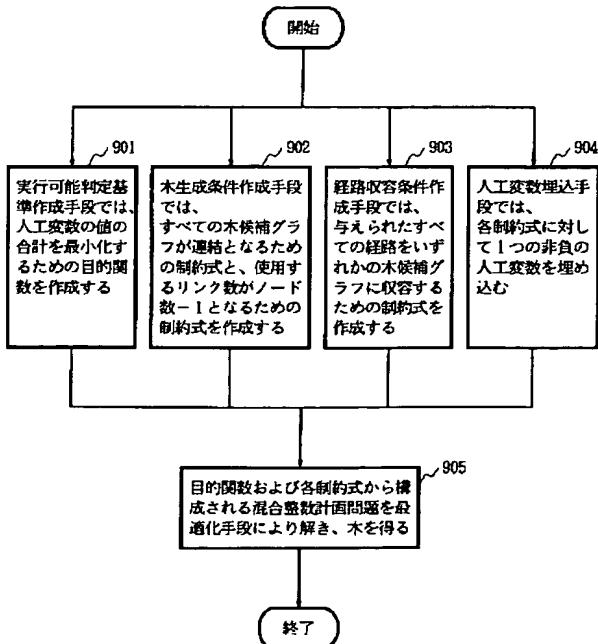 開始
901
実行可能判定基
準作成手段では、
人工変数の値の
合計を最小化す
るための目的関
数を作成する
902
木生成条件作成手段
では、
すべての木候補グラ
フが連結となるため
の制約式と、使用す
るリンク数がノード
数－1となるための
制約式を作成する
903
経路収容条件作
成手段では、
与えられたすべ
ての経路をいず
れかの木候補グ
ラフに収容する
ための制約式を
作成する
904
人工変数埋込手
段では、
各制約式に対し
て1つの非負の
人工変数を埋め
込む
905
目的関数および各制約式から構
成される混合整数計画問題を最
適化手段により解き、木を得る
終了